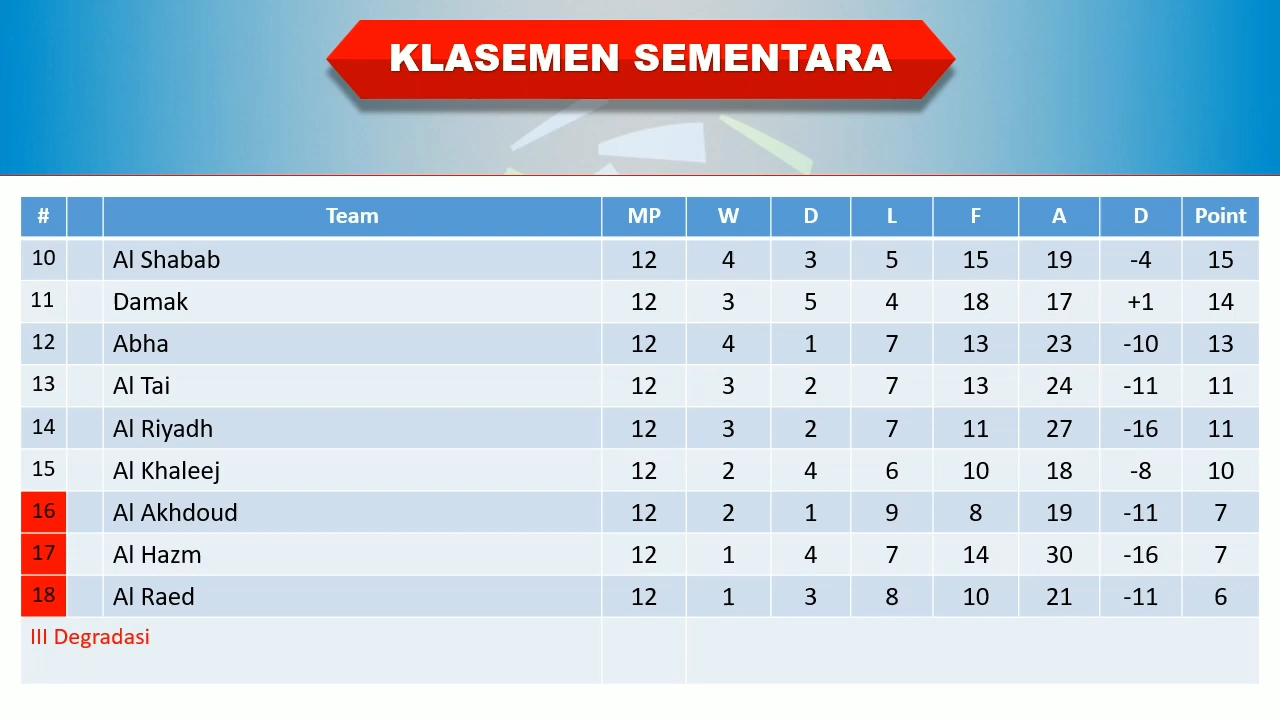 KLASEMEN SEMENTARA
# Team MP W D L F A D Point
10 Al Shabab 12 4 3 5 15 19 -4 15
11 Damak 12 3 5 4 18 17 +1 14
12 Abha 12 4 1 7 13 23 -10 13
13 Al Tai 12 3 2 7 13 24 -11 11
14 Al Riyadh 12 3 2 7 11 27 -16 11
15 Al Khaleej 12 2 4 6 10 18 -8 10
16 Al Akhdoud 12 2 1 9 8 19 -11 7
17 Al Hazm 12 1 4 7 14 30 -16 7
18 Al Raed 12 1 3 8 10 21 -11 6
III Degradasi